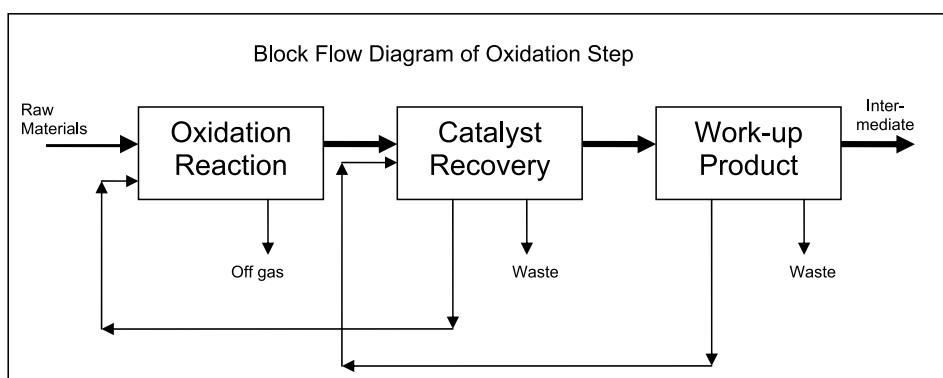 Block Flow Diagram of Oxidation Step
Raw
Materials
Oxidation
Reaction
Catalyst
Recovery
Work-up
Product
Inter-
mediate
Off gas
Waste
Waste